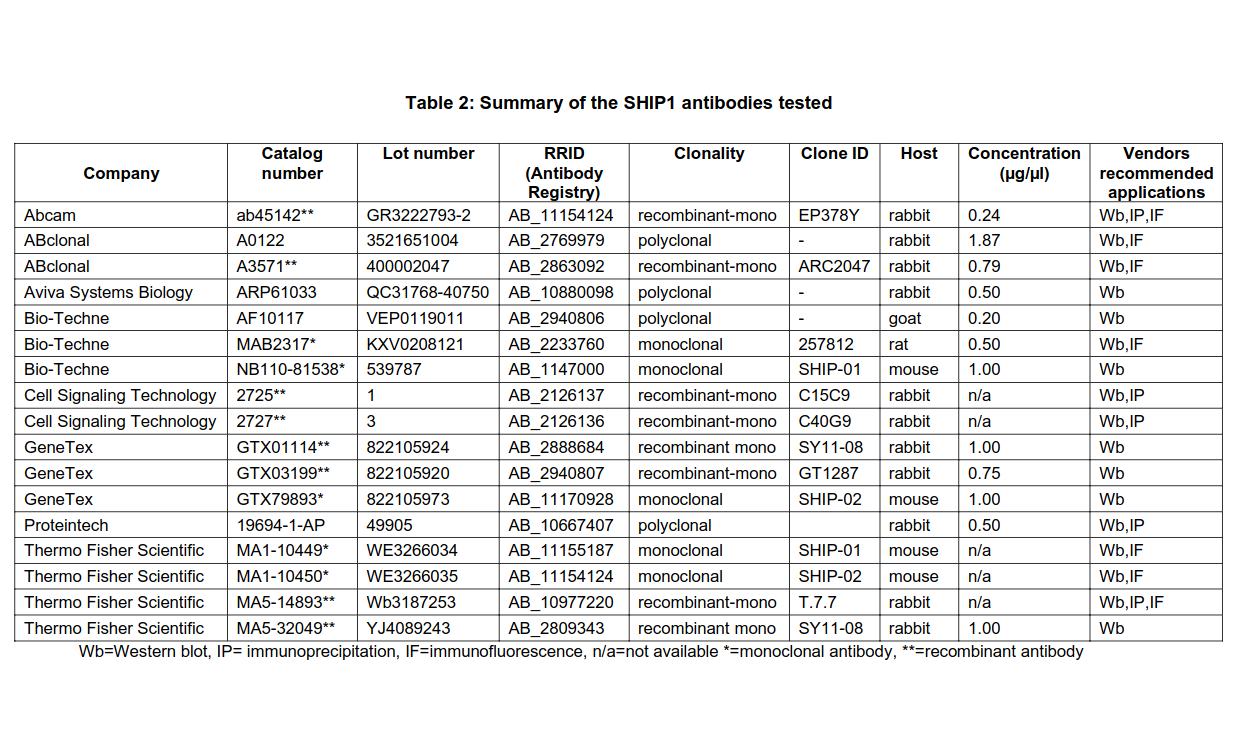 Table 2: Summary of the SHIP1 antibodies tested
Company Catalog number Lot number RRID (Antibody Registry) Clonality Clone ID Host Concentration (µg/µl) Vendors recommended applications
Abcam ab45142** GR3222793-2 AB_11154124 recombinant-mono EP378Y rabbit 0.24 Wb,IP,IF
ABclonal A0122 3521651004 AB_2769979 polyclonal - rabbit 1.87 Wb,IF
ABclonal A3571** 400002047 AB_2863092 recombinant-mono ARC2047 rabbit 0.79 Wb,IF
Aviva Systems Biology ARP61033 QC31768-40750 AB_10880098 polyclonal - rabbit 0.50 Wb
Bio-Techne AF10117 VEP0119011 AB_2940806 polyclonal - goat 0.20 Wb
Bio-Techne MAB2317* KXV0208121 AB_2233760 monoclonal 257812 rat 0.50 Wb,IF
Bio-Techne NB110-81538* 539787 AB_1147000 monoclonal SHIP-01 mouse 1.00 Wb
Cell Signaling Technology 2725** 1 AB_2126137 recombinant-mono C15C9 rabbit n/a Wb,IP
Cell Signaling Technology 2727** 3 AB_2126136 recombinant-mono C40G9 rabbit n/a Wb,IP
GeneTex GTX01114** 822105924 AB_2888684 recombinant mono SY11-08 rabbit 1.00 Wb
GeneTex GTX03199** 822105920 AB_2940807 recombinant-mono GT1287 rabbit 0.75 Wb
GeneTex GTX79893* 822105973 AB_11170928 monoclonal SHIP-02 mouse 1.00 Wb
Proteintech 19694-1-AP 49905 AB_10667407 polyclonal rabbit 0.50 Wb,IP
Thermo Fisher Scientific MA1-10449* WE3266034 AB_11155187 monoclonal SHIP-01 mouse n/a Wb,IF
Thermo Fisher Scientific MA1-10450* WE3266035 AB_11154124 monoclonal SHIP-02 mouse n/a Wb,IF
Thermo Fisher Scientific MA5-14893** Wb3187253 AB_10977220 recombinant-mono T.7.7 rabbit n/a Wb,IP,IF
Thermo Fisher Scientific MA5-32049** YJ4089243 AB_2809343 recombinant mono SY11-08 rabbit 1.00 Wb
Wb=Western blot, IP= immunoprecipitation, IF=immunofluorescence, n/a=not available *=monoclonal antibody, **=recombinant antibody